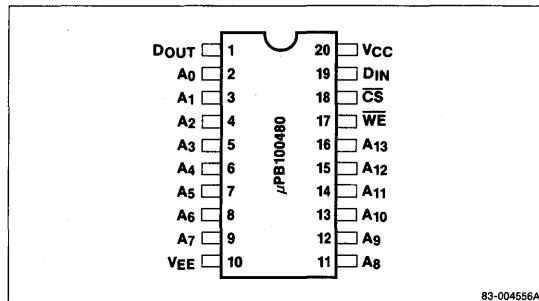 DOUT 1 20 VCC
A0 2 19 DIN
A1 3 18 C̅S̅
A2 4 17 W̅E̅
A3 5 16 A13
A4 6 15 A12
A5 7 14 A11
A6 8 13 A10
A7 9 12 A9
VEE 10 11 A8
μPB100480
83-004556A